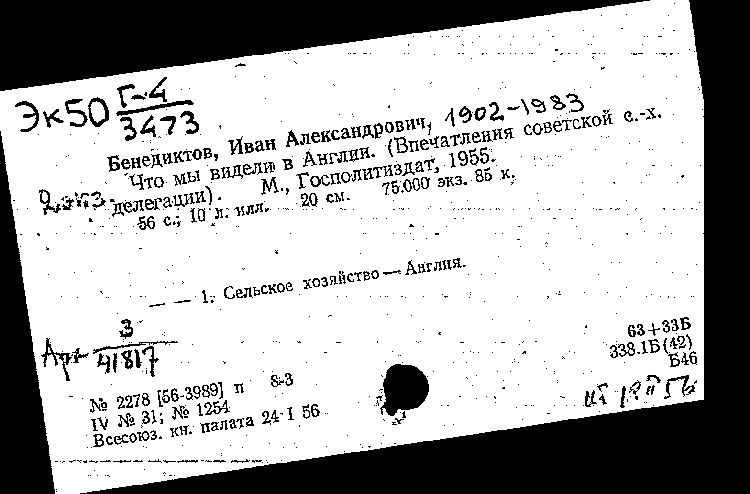 Эк50 Г-4
3473
Бенедиктов, Иван Александрович, 1902-1983
Что мы видели в Англии. (Впечатления советской с.-х.
2 экз. делегации). М., Госполитиздат, 1955.
56 с.; 10 л. илл. 20 см. 75.000 экз. 85 к.
— — 1. Сельское хозяйство — Англия.
3
41817
63+33Б
338.1Б(42)
Б46
№ 2278 [56-3989] п 8-3
IV № 31; № 1254
Всесоюз. кн. палата 24 I 56